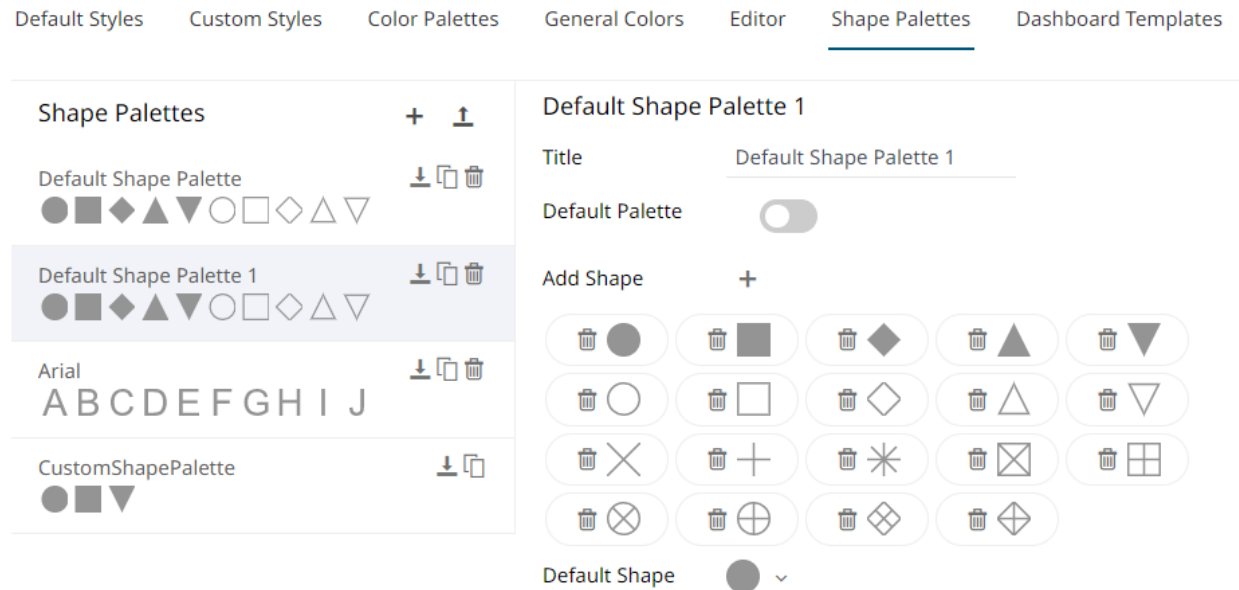 Default Styles Custom Styles Color Palettes General Colors Editor Shape Palettes Dashboard Templates
Shape Palettes
Default Shape Palette
Default Shape Palette 1
Arial
A B C D E F G H I J
CustomShapePalette
Default Shape Palette 1
Title Default Shape Palette 1
Default Palette
Add Shape
Default Shape